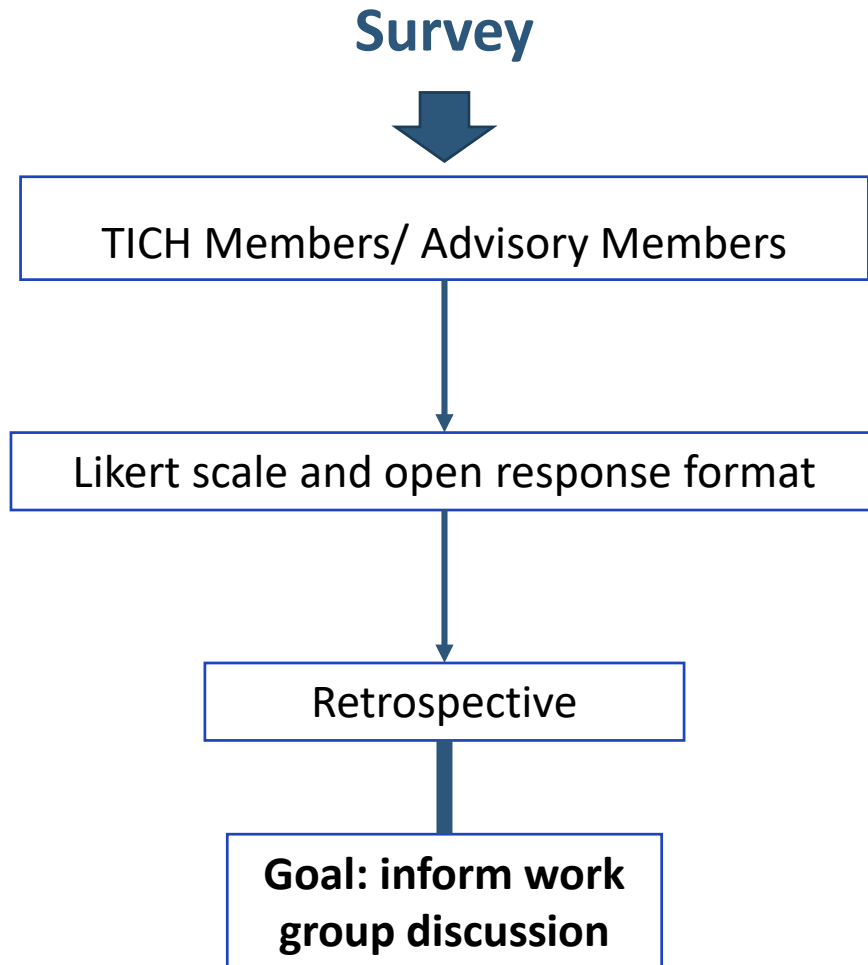 Survey
TICH Members/ Advisory Members
Likert scale and open response format
Retrospective
Goal: inform work
group discussion